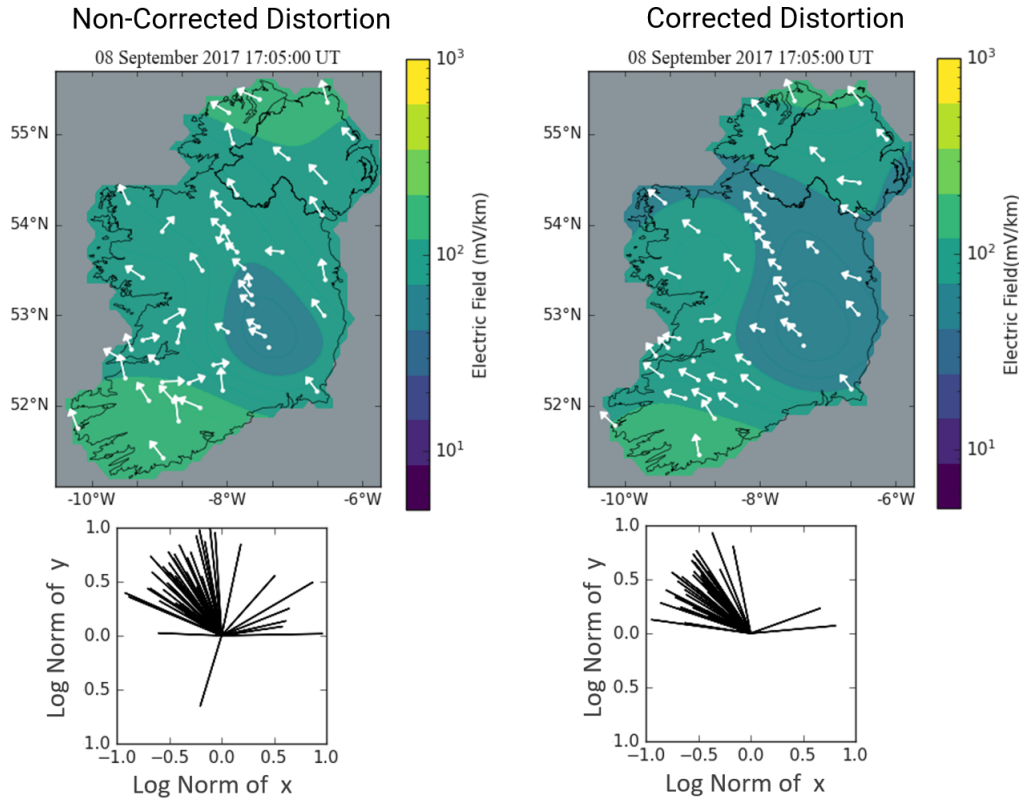 Non-Corrected Distortion
Corrected Distortion
08 September 2017 17:05:00 UT
08 September 2017 17:05:00 UT
55°N
54°N
53°N
52°N
-10°W
-8°W
-6°W
10³
10²
10¹
Electric Field (mV/km)
55°N
54°N
53°N
52°N
-10°W
-8°W
-6°W
10³
10²
10¹
Electric Field(mV/km)
1.0
0.5
0.0
0.5
1.0
−1.0
−0.5
0.0
0.5
1.0
Log Norm of y
Log Norm of x
1.0
0.5
0.0
0.5
1.0
−1.0
−0.5
0.0
0.5
1.0
Log Norm of y
Log Norm of x